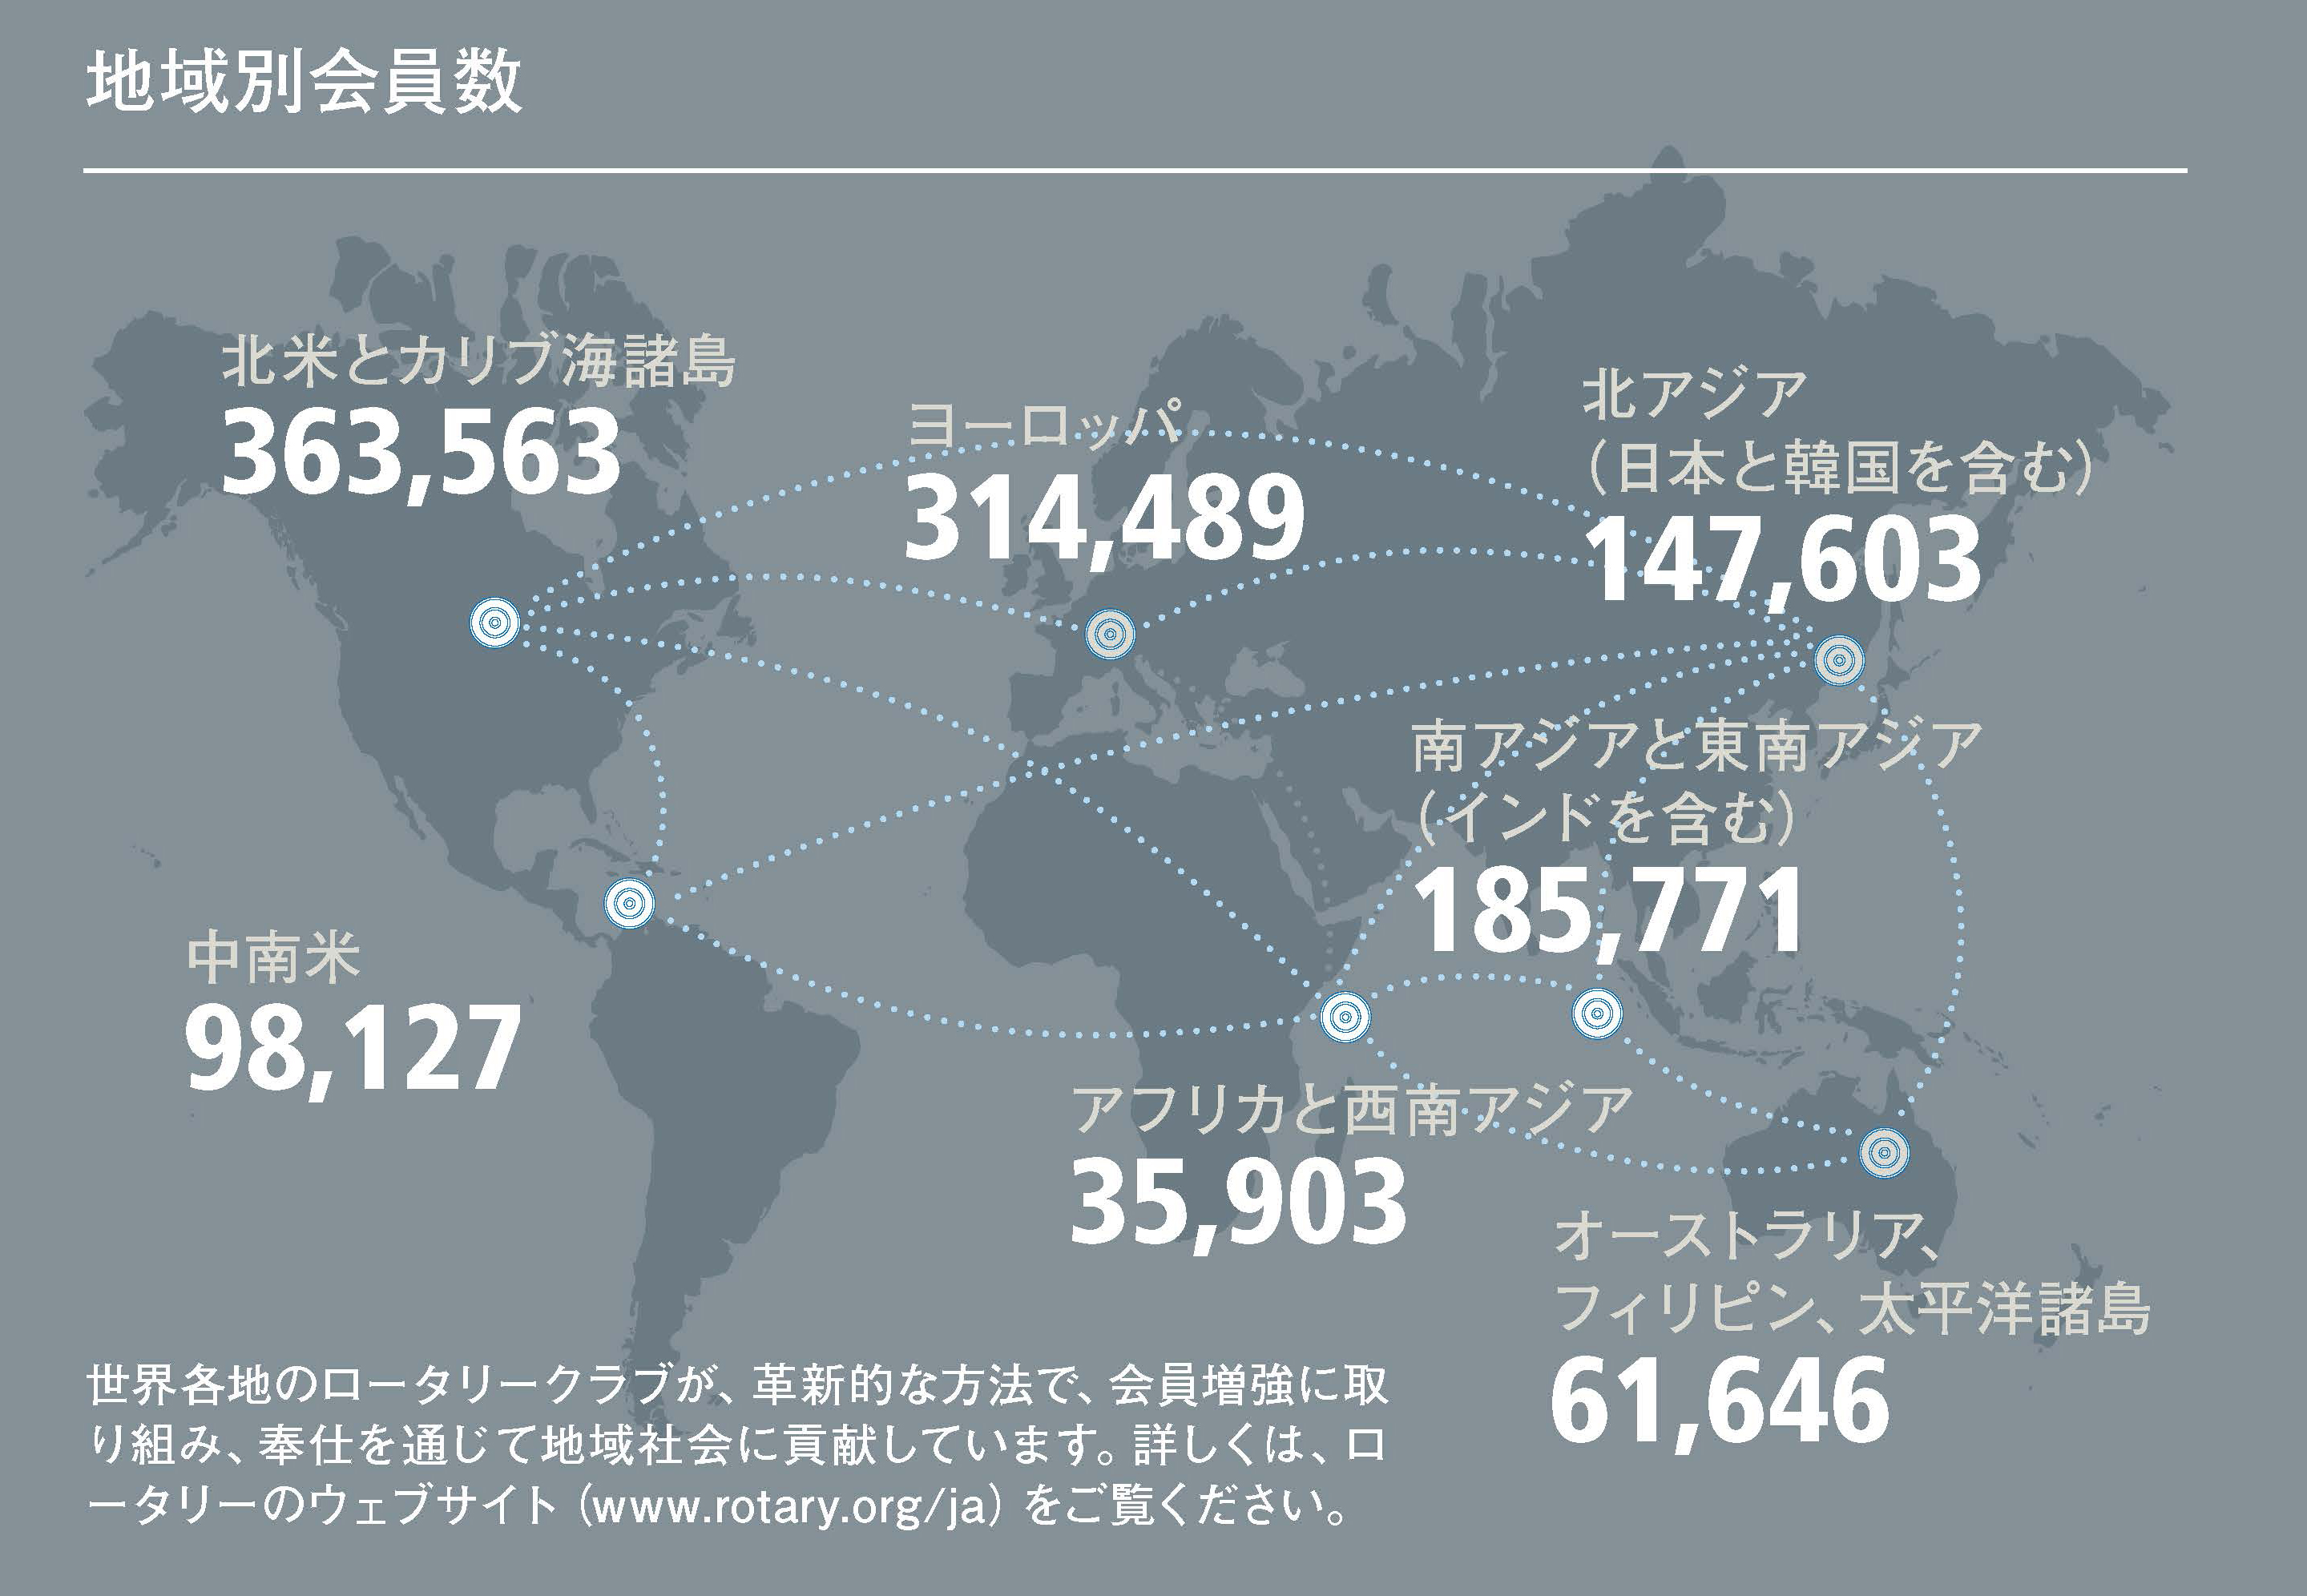 地域別会員数
北米とカリブ海諸島
363,563
ヨーロッパ
314,489
北アジア
（日本と韓国を含む）
147,603
南アジアと東南アジア
（インドを含む）
185,771
中南米
98,127
アフリカと西南アジア
35,903
オーストラリア、
フィリピン、太平洋諸島
61,646
世界各地のロータリークラブが、革新的な方法で、会員増強に取
り組み、奉仕を通じて地域社会に貢献しています。詳しくは、ロ
ータリーのウェブサイト（www.rotary.org/ja）をご覧ください。